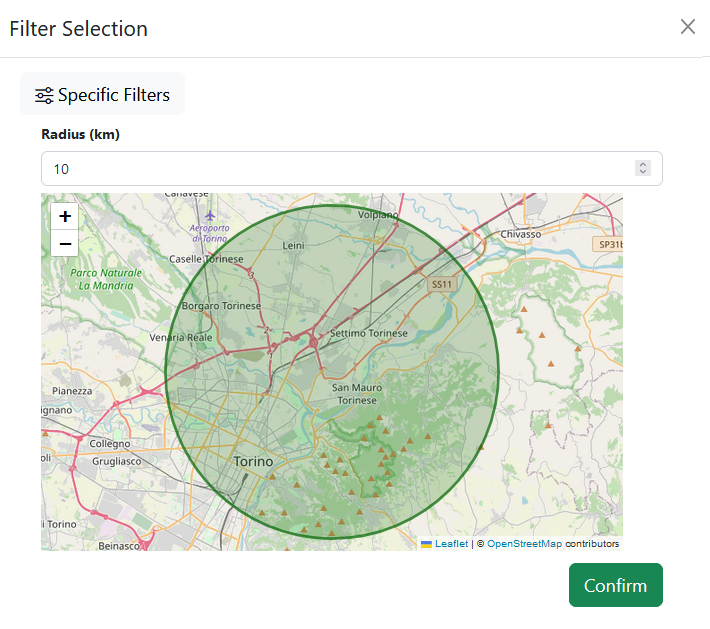 Filter Selection
Specific Filters
Radius (km)
10
+
−
Canavese
Aeroporto
di Torino
Volpiano
Leini
Chivasso
SP31b
Caselle Torinese
Parco Naturale
La Mandria
SS11
Borgaro Torinese
Venaria Reale
Settimo Torinese
Pianezza
San Mauro
Torinese
ignano
Collegno
Grugliasco
oli
Torino
i Torino
Beinasco
Leaflet | © OpenStreetMap contributors
Confirm